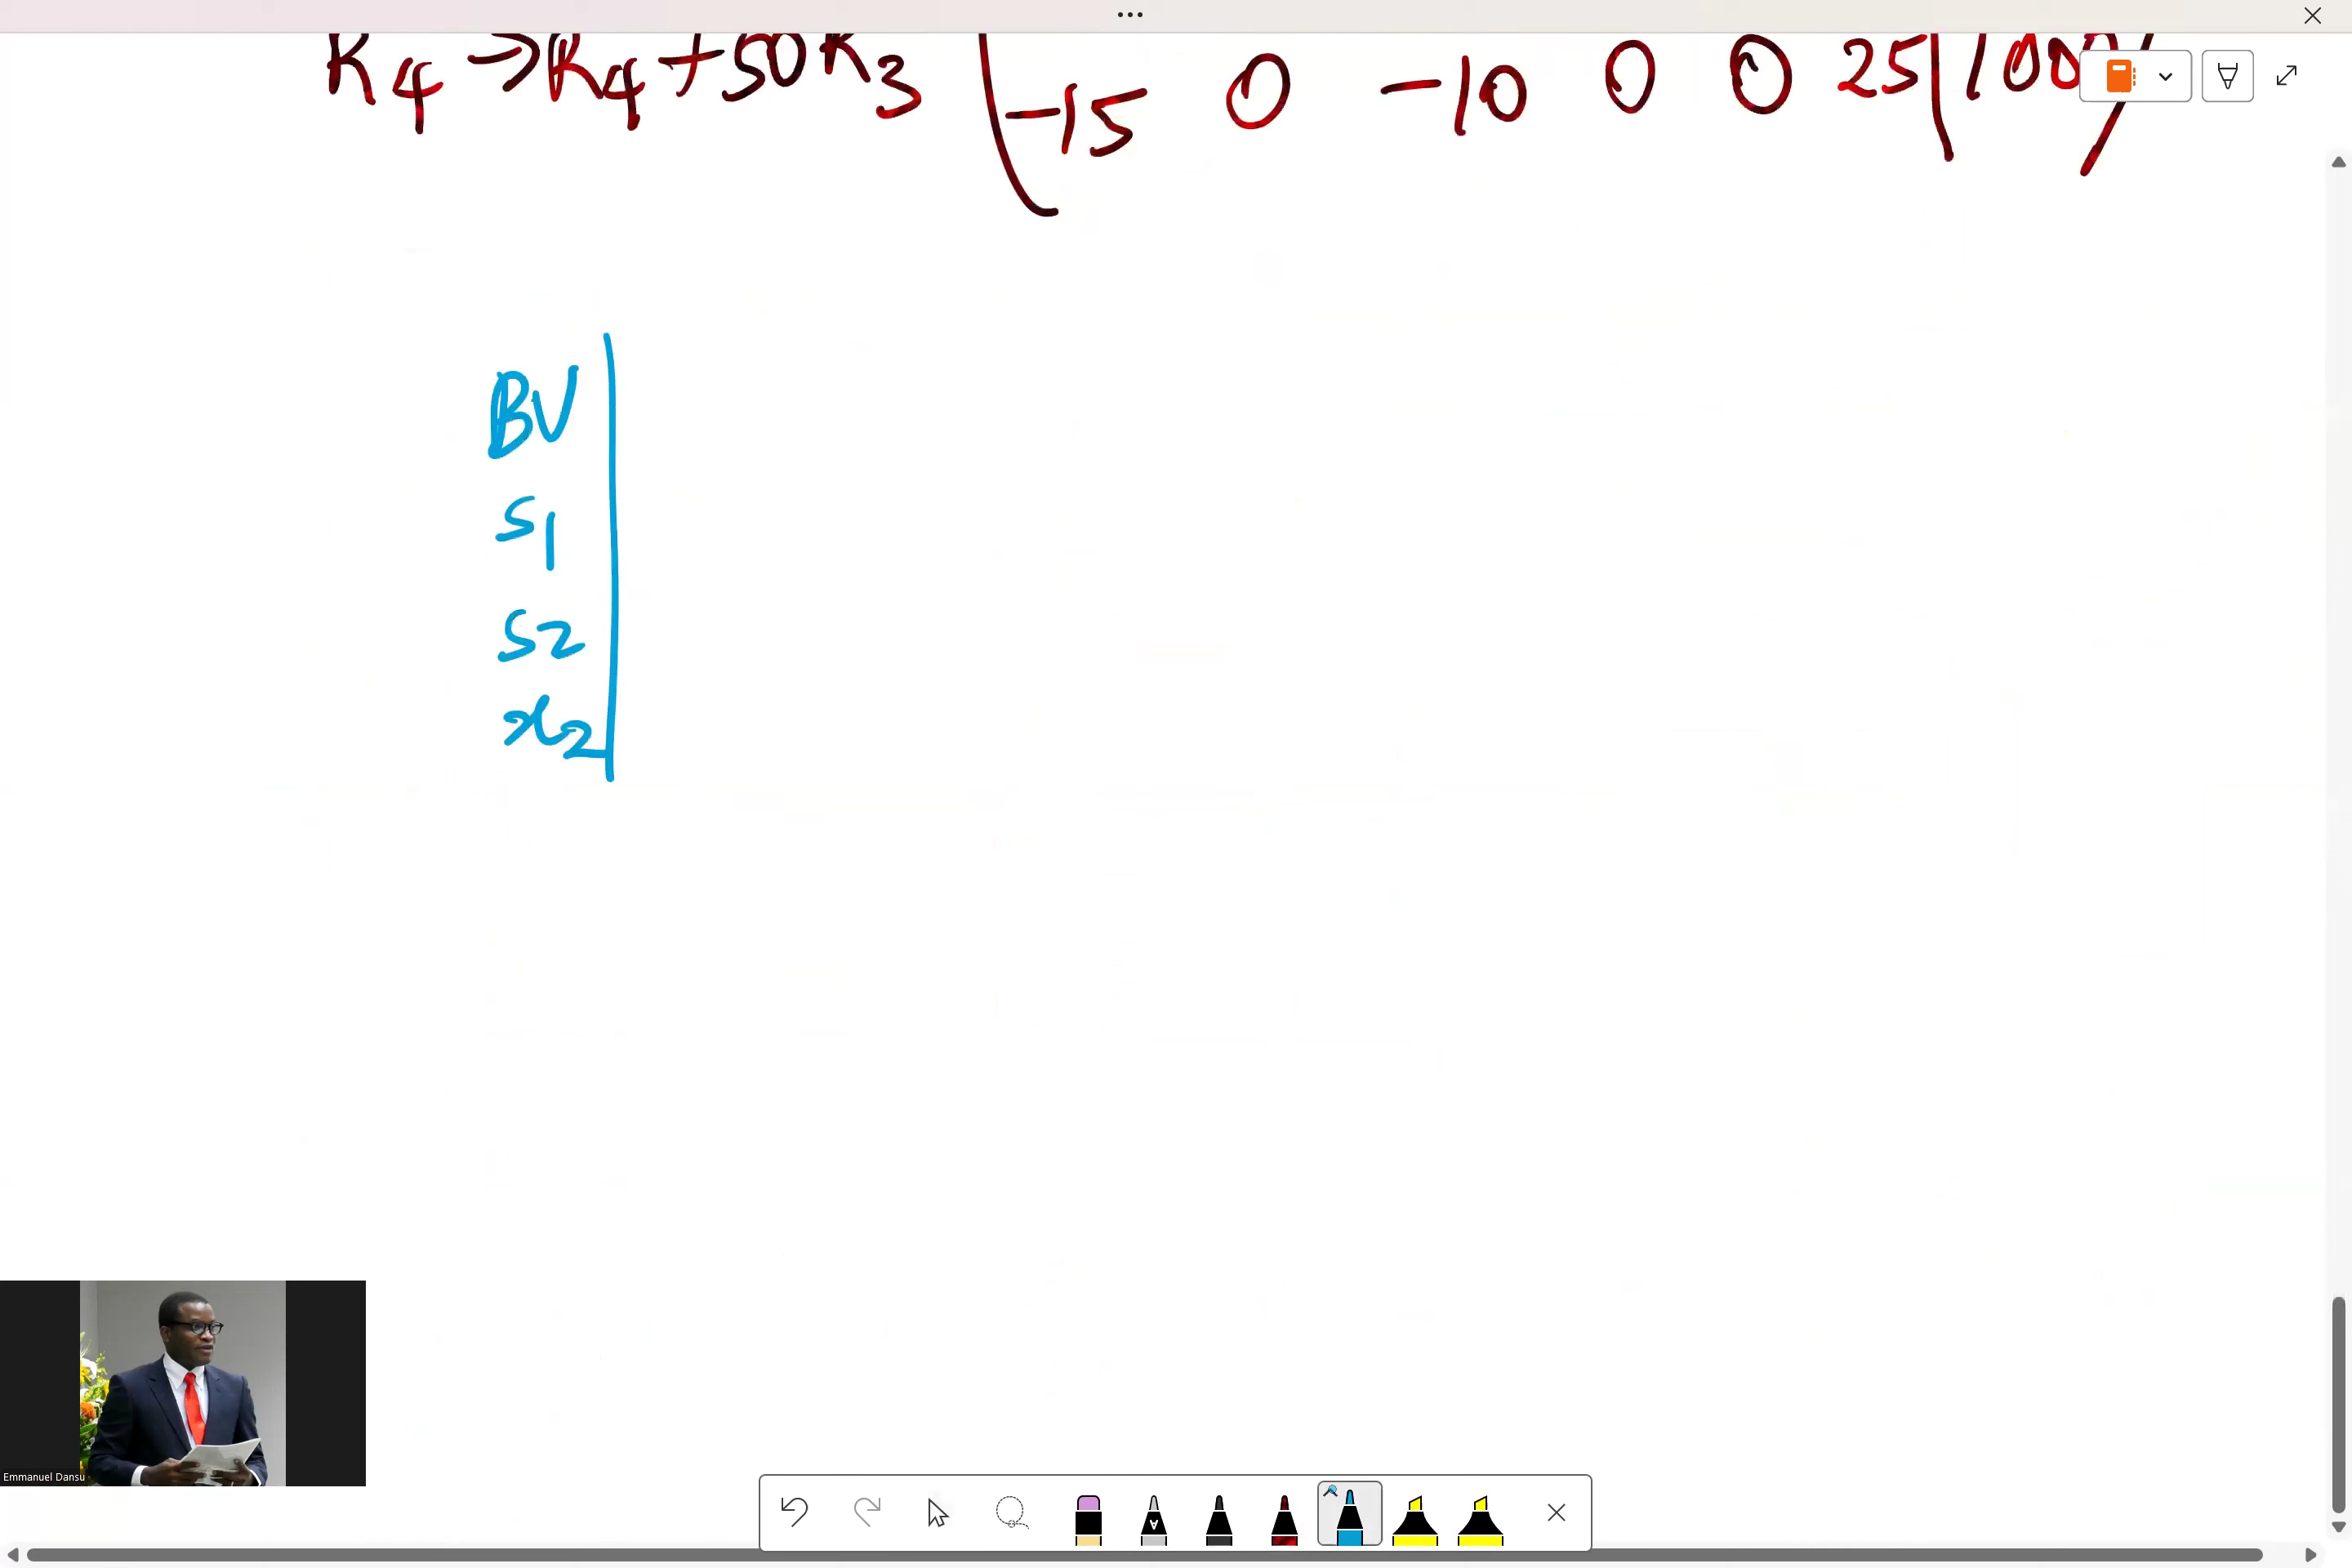 R4 → R4 + 50R3 ( -15 0 -10 0 0 25 | 100 )
BV
S1
S2
x2
Emmanuel Dansu